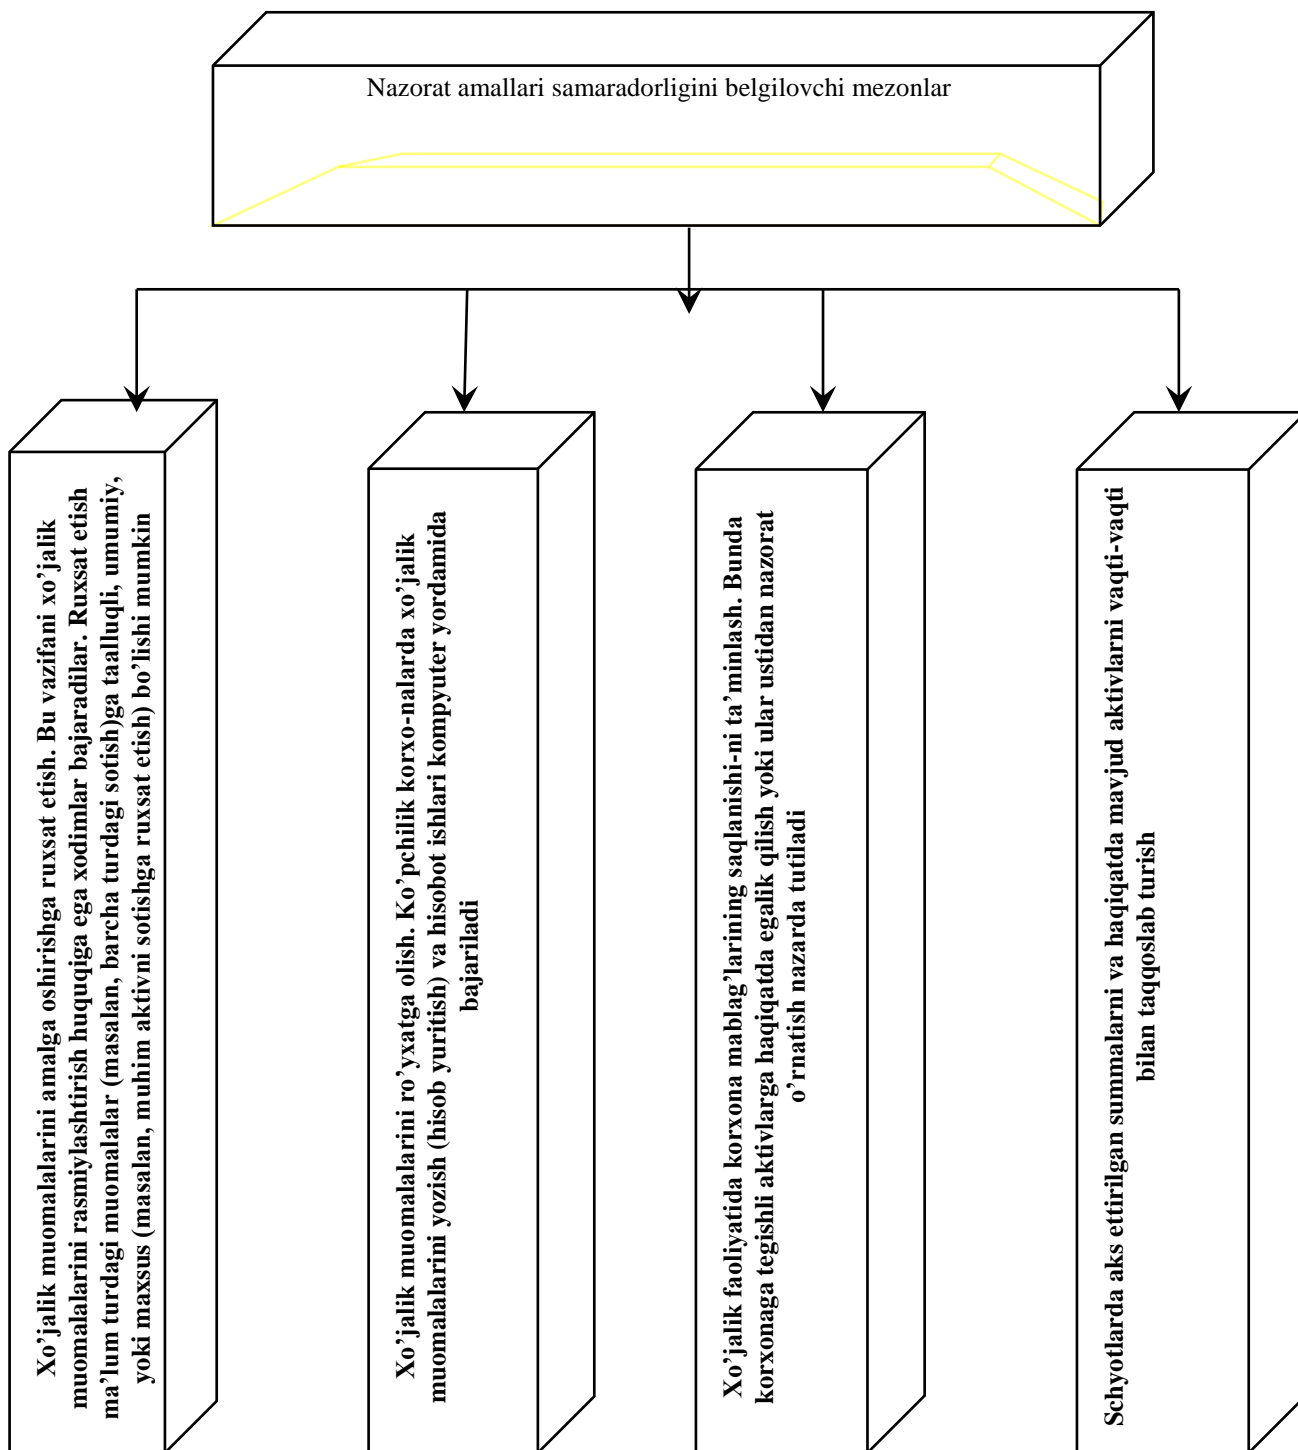 Nazorat amallari samaradorligini belgilovchi mezonlar
Xo’jalik muomalalarini amalga oshirishga ruxsat etish. Bu vazifani xo’jalik
muomalalarini rasmiylashtirish huquqiga ega xodimlar bajaradilar. Ruxsat etish
ma’lum turdagi muomalalar (masalan, barcha turdagi sotish)ga taalluqli, umumiy,
yoki maxsus (masalan, muhim aktivni sotishga ruxsat etish) bo’lishi mumkin
Xo’jalik muomalalarini ro’yxatga olish. Ko’pchilik korxo-nalarda xo’jalik
muomalalarini yozish (hisob yuritish) va hisobot ishlari kompyuter yordamida
bajariladi
Xo’jalik faoliyatida korxona mablag’larining saqlanishi-ni ta’minlash. Bunda
korxonaga tegishli aktivlarga haqiqatda egalik qilish yoki ular ustidan nazorat
o’rnatish nazarda tutiladi
Schyotlarda aks ettirilgan summalarni va haqiqatda mavjud aktivlarni vaqti-vaqti
bilan taqqoslab turish